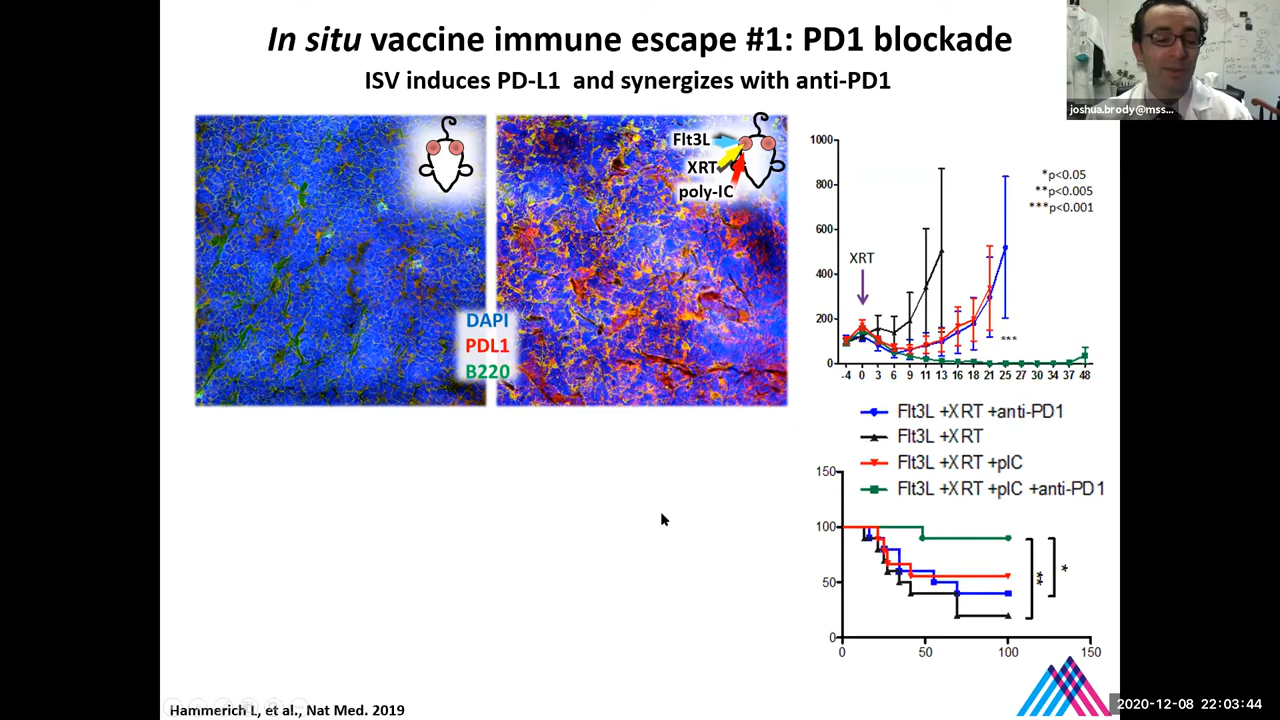 In situ vaccine immune escape #1: PD1 blockade
ISV induces PD-L1 and synergizes with anti-PD1
joshua.brody@mss...
Flt3L
XRT
poly-IC
DAPI
PDL1
B220
1000
800
600
400
200
0
XRT
*p<0.05
**p<0.005
***p<0.001
***
-4 0 3 6 9 11 13 16 18 21 25 27 30 34 37 48
Flt3L +XRT +anti-PD1
Flt3L +XRT
Flt3L +XRT +pIC
Flt3L +XRT +pIC +anti-PD1
150
100
50
0
**
*
0 50 100 150
Hammerich L, et al., Nat Med. 2019
2020-12-08 22:03:44